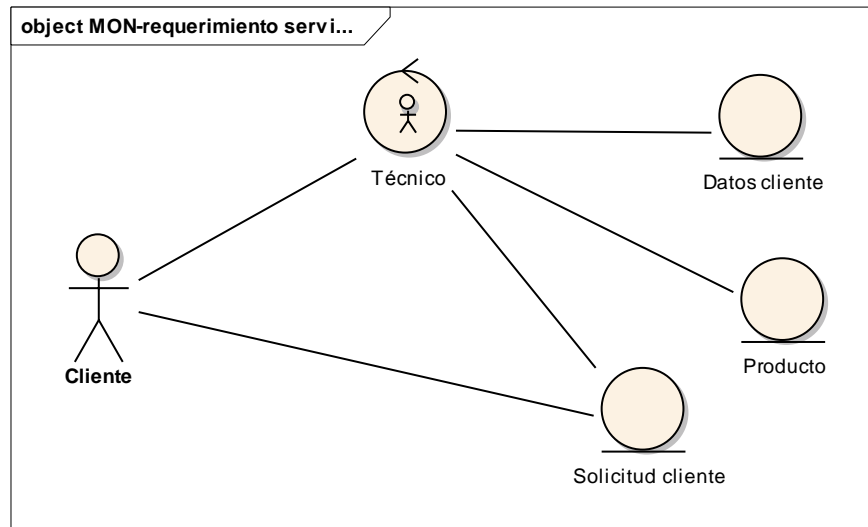 object MON-requerimiento servi...
Técnico
Datos cliente
Cliente
Producto
Solicitud cliente